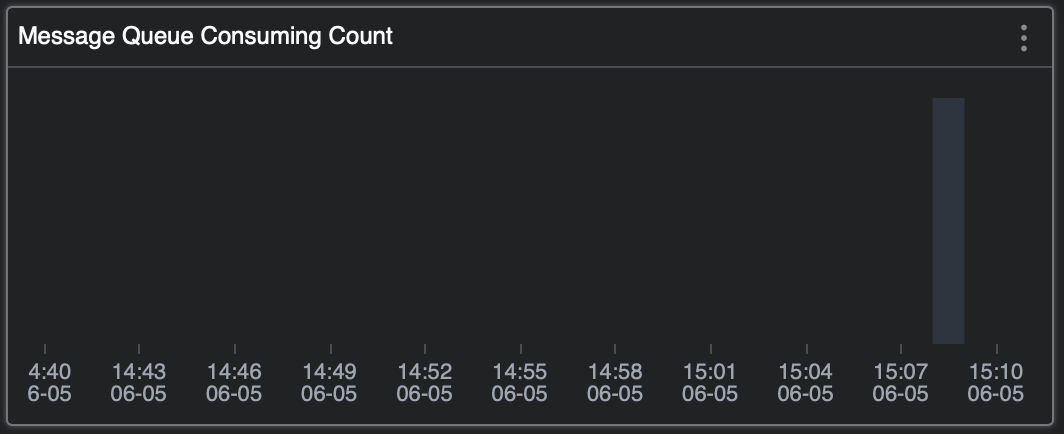 Message Queue Consuming Count
4:40 14:43 14:46 14:49 14:52 14:55 14:58 15:01 15:04 15:07 15:10
6-05 06-05 06-05 06-05 06-05 06-05 06-05 06-05 06-05 06-05 06-05